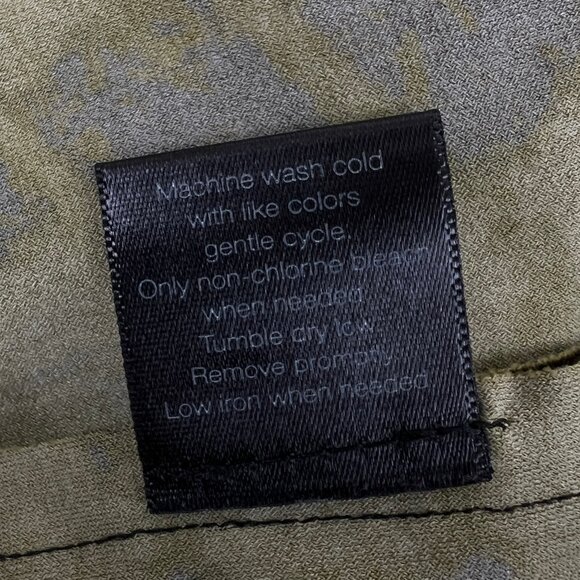 Machine wash cold
with like colors
gentle cycle.
Only non-chlorine bleach
when needed.
Tumble dry low.
Remove promptly.
Low iron when needed.